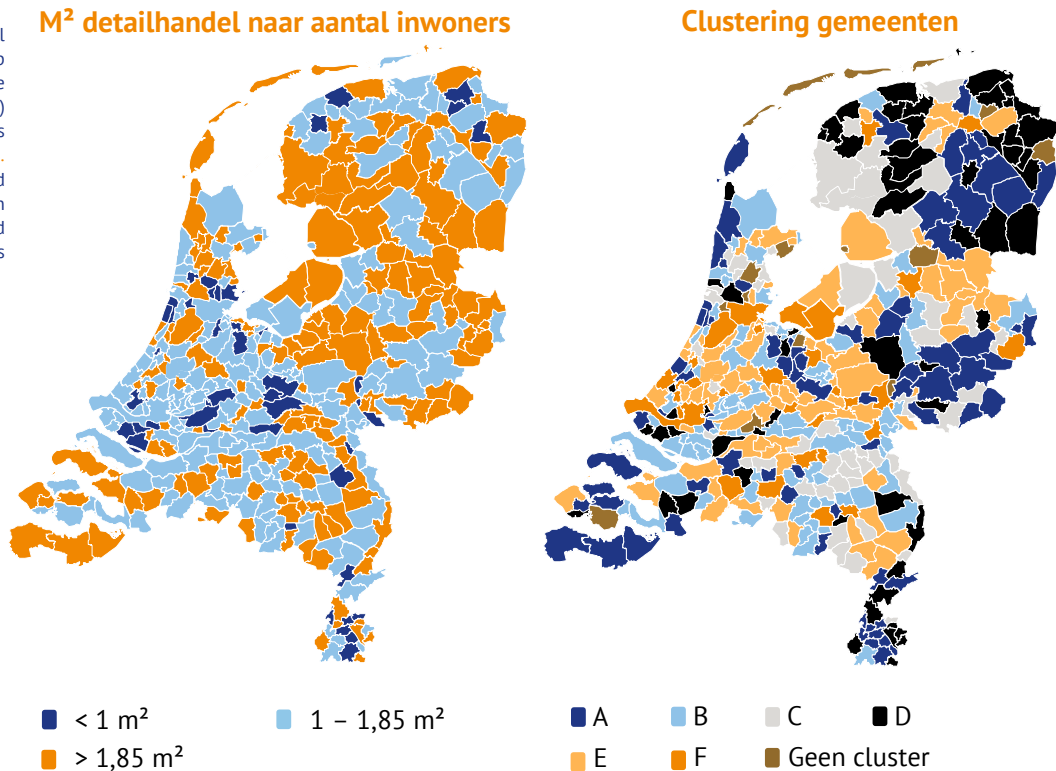 M² detailhandel naar aantal inwoners
< 1 m²
1 – 1,85 m²
> 1,85 m²
Clustering gemeenten
A
B
C
D
E
F
Geen cluster